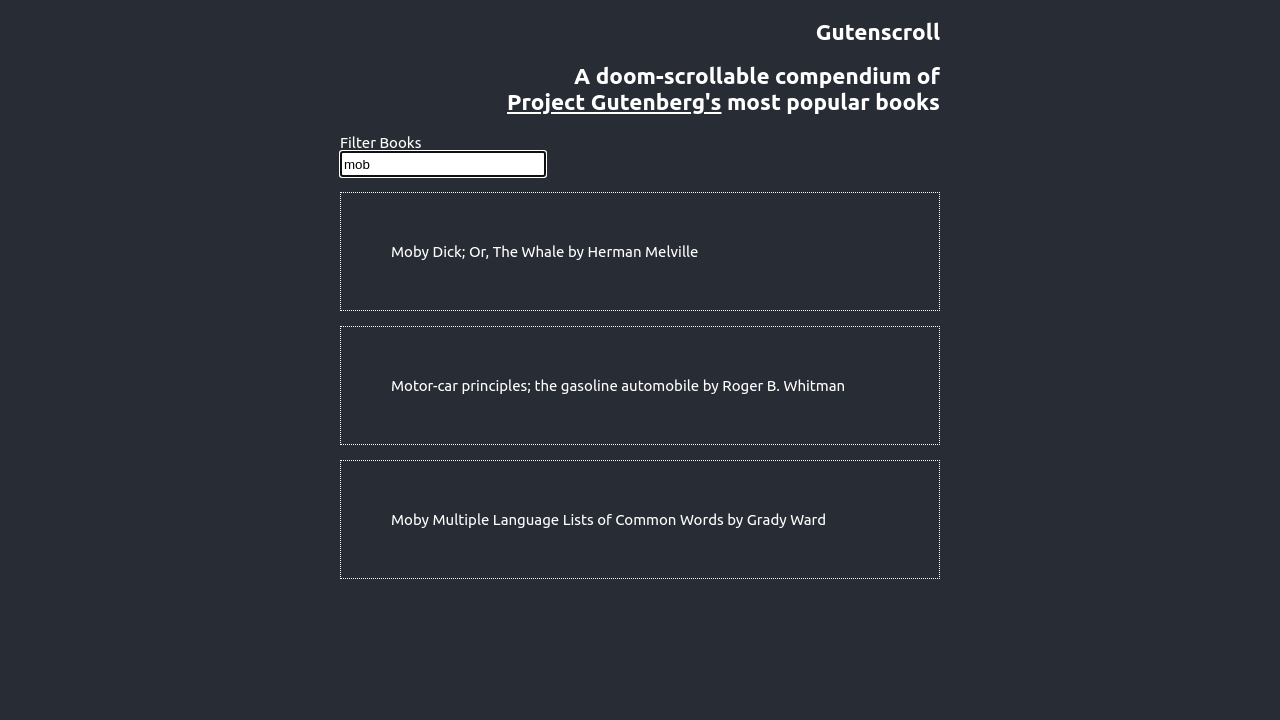 Gutenscroll
A doom-scrollable compendium of
Project Gutenberg's most popular books
Filter Books
mob
Moby Dick; Or, The Whale by Herman Melville
Motor-car principles; the gasoline automobile by Roger B. Whitman
Moby Multiple Language Lists of Common Words by Grady Ward